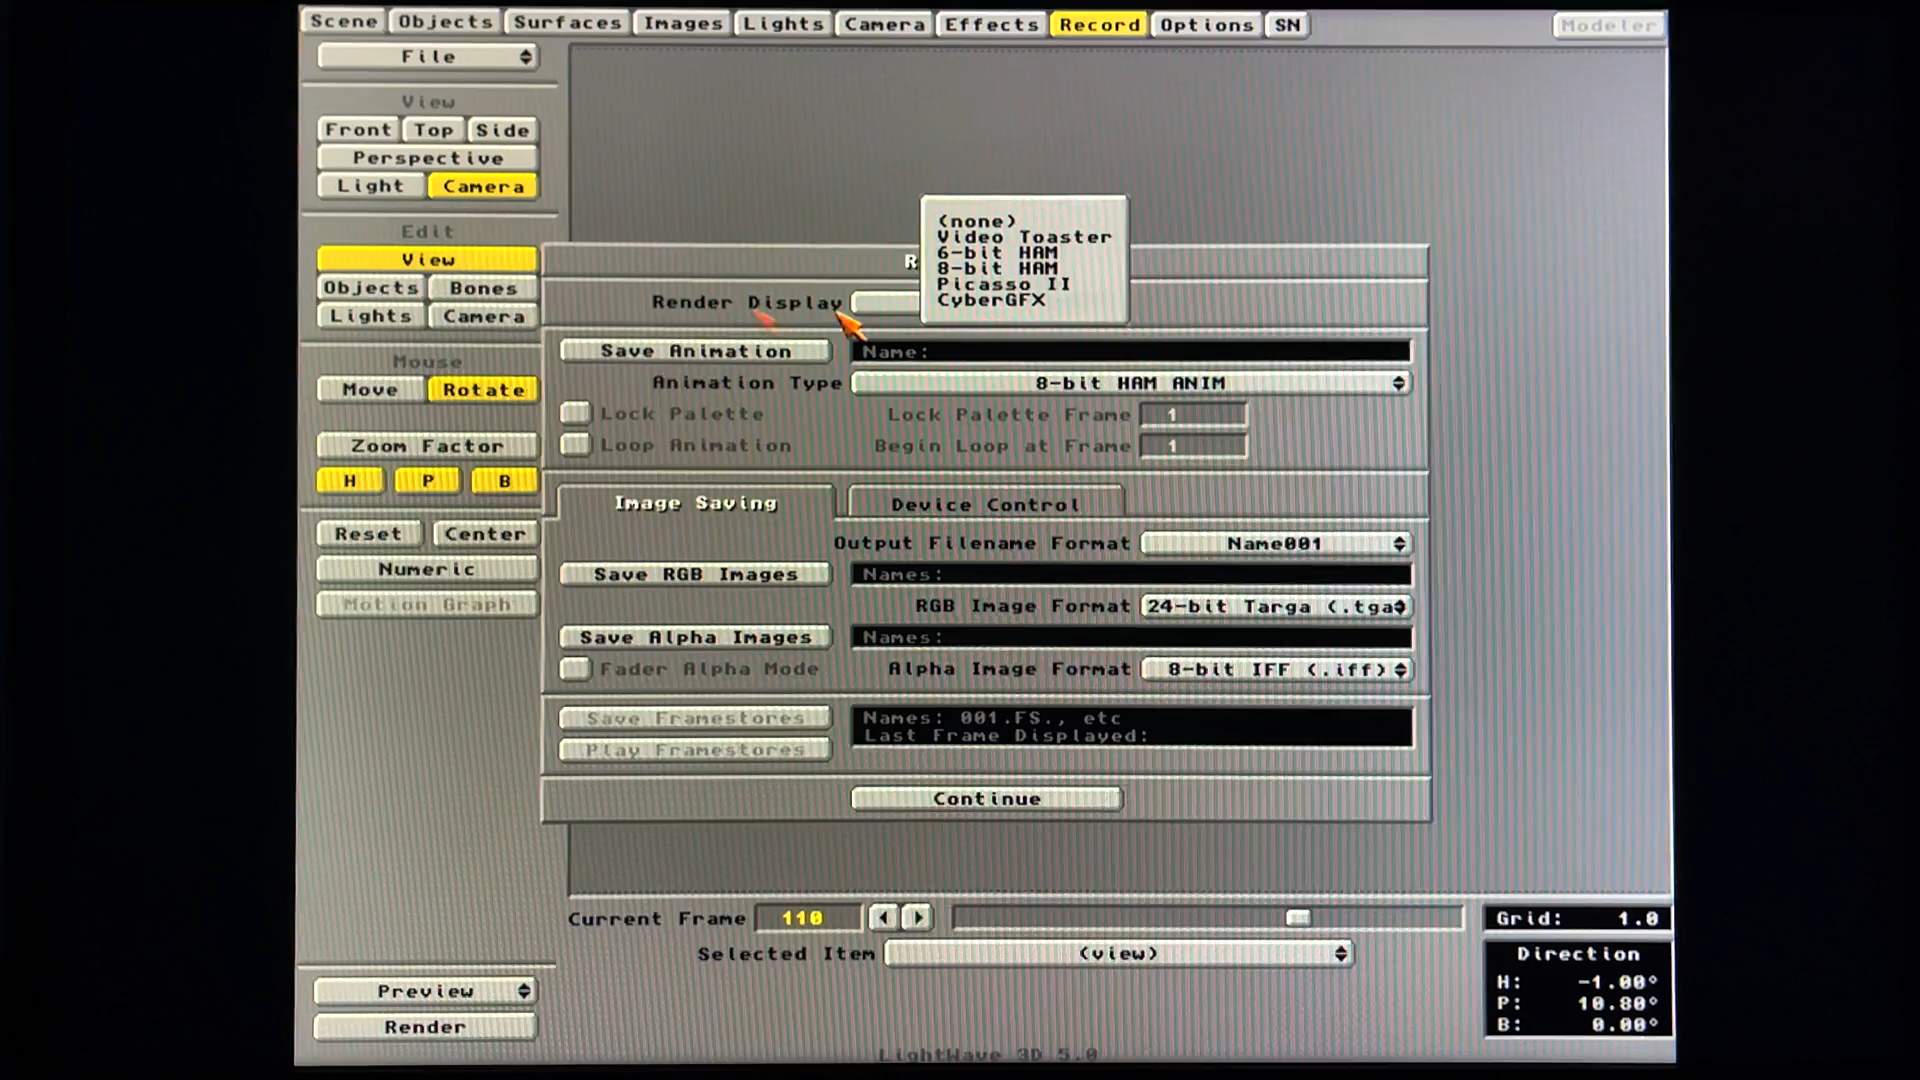 Scene Objects Surfaces Images Lights Camera Effects Record Options SN Modeler
File
View
Front Top Side
Perspective
Light Camera
Edit
View
Objects Bones
Lights Camera
Mouse
Move Rotate
Zoom Factor
H P B
Reset Center
Numeric
Motion Graph
(none)
Video Toaster
6-bit HAM
8-bit HAM
Picasso II
CyberGFX
R
Render Display
Save Animation Name:
Animation Type 8-bit HAM ANIM
Lock Palette Lock Palette Frame 1
Loop Animation Begin Loop at Frame 1
Image Saving Device Control
Output Filename Format Name001
Save RGB Images Names:
RGB Image Format 24-bit Targa (.tga
Save Alpha Images Names:
Fader Alpha Mode Alpha Image Format 8-bit IFF (.iff)
Save Framestores Names: 001.FS., etc
Play Framestores Last Frame Displayed:
Continue
Current Frame 110
Grid: 1.0
Selected Item (view)
Direction
H: -1.00°
P: 10.80°
B: 0.00°
Preview
Render
LightWave 3D 5.0